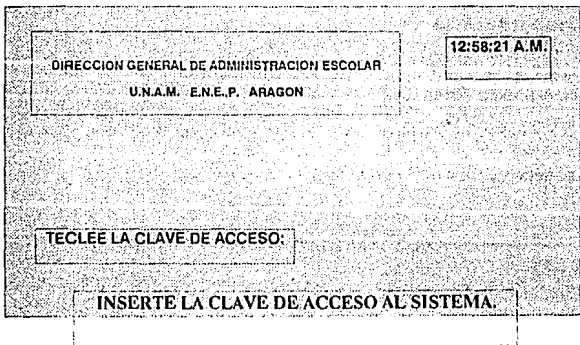 12:58:21 A.M.
DIRECCION GENERAL DE ADMINISTRACION ESCOLAR
U.N.A.M. E.N.E..P. ARAGON
TECLEE LA CLAVE DE ACCESO:
INSERTE LA CLAVE DE ACCESO AL SISTEMA.